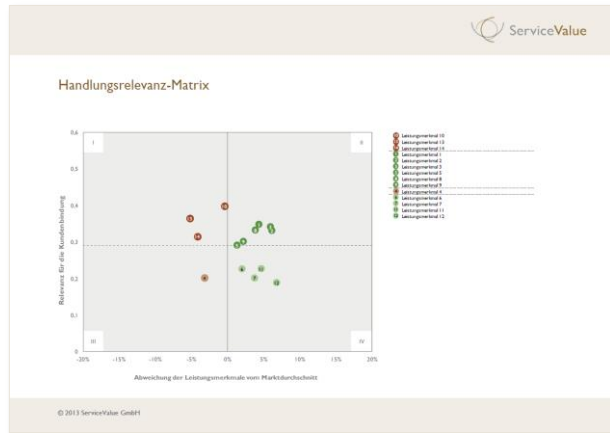 ServiceValue
Handlungsrelevanz-Matrix
Relevanz für die Kundenbindung
0.6
0.5
0.4
0.3
0.2
0.1
0
I
II
III
IV
-20%
-15%
-10%
-5%
0%
5%
10%
15%
20%
Abweichung der Leistungsmerkmale vom Marktdurchschnitt
Leistungsmerkmal 10
Leistungsmerkmal 13
Leistungsmerkmal 14
Leistungsmerkmal 1
Leistungsmerkmal 2
Leistungsmerkmal 3
Leistungsmerkmal 5
Leistungsmerkmal 8
Leistungsmerkmal 9
Leistungsmerkmal 4
Leistungsmerkmal 6
Leistungsmerkmal 7
Leistungsmerkmal 11
Leistungsmerkmal 12
© 2013 ServiceValue GmbH